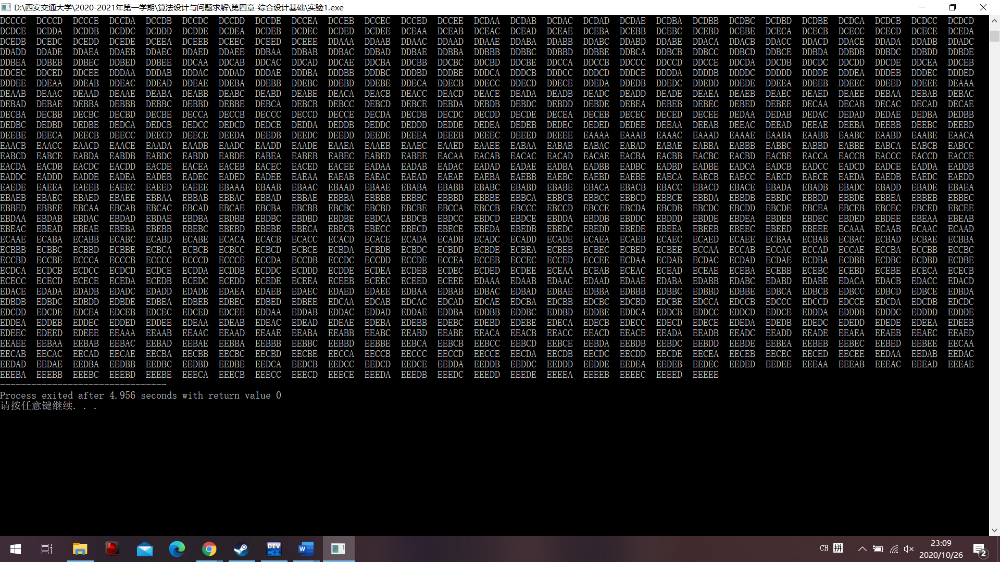 D:\西安交通大学\2020-2021年第一学期\算法设计与问题求解\第四章-综合设计基础\实验1.exe
DCCCC DCCCD DCCCE DCCDA DCCDB DCCDC DCCDD DCCDE DCCEA DCCEB DCCEC DCCED DCCEE DCDAA DCDAB DCDAC DCDAD DCDAE DCDBA DCDBB DCDBC DCDBD DCDBE DCDCA DCDCB DCDCC DCDCD
DCDCE DCDDA DCDDB DCDDC DCDDD DCDDE DCDEA DCDEB DCDEC DCDED DCDEE DCEAA DCEAB DCEAC DCEAD DCEAE DCEBA DCEBB DCEBC DCEBD DCEBE DCECA DCECB DCECC DCECD DCECE DCEDA
DCEDB DCEDC DCEDD DCEDE DCEEA DCEEB DCEEC DCEED DCEEE DDAAA DDAAB DDAAC DDAAD DDAAE DDABA DDABB DDABC DDABD DDABE DDACA DDACB DDACC DDACD DDACE DDADA DDADB DDADC
DDADD DDADE DDAEA DDAEB DDAEC DDAED DDAEE DDBAA DDBAB DDBAC DDBAD DDBAE DDBBA DDBBB DDBBC DDBBD DDBBE DDBCA DDBCB DDBCC DDBCD DDBCE DDBDA DDBDB DDBDC DDBDD DDBDE
DDBEA DDBEB DDBEC DDBED DDBEE DDCAA DDCAB DDCAC DDCAD DDCAE DDCBA DDCBB DDCBC DDCBD DDCBE DDCCA DDCCB DDCCC DDCCD DDCCE DDCDA DDCDB DDCDC DDCDD DDCDE DDCEA DDCEB
DDCEC DDCED DDCEE DDDAA DDDAB DDDAC DDDAD DDDAE DDDBA DDDBB DDDBC DDDBD DDDBE DDDCA DDDCB DDDCC DDDCD DDDCE DDDDA DDDDB DDDDC DDDDD DDDDE DDDEA DDDEB DDDEC DDDED
DDDEE DDEAA DDEAB DDEAC DDEAD DDEAE DDEBA DDEBB DDEBC DDEBD DDEBE DDECA DDECB DDECC DDECD DDECE DDEDA DDEDB DDEDC DDEDD DDEDE DDEEA DDEEB DDEEC DDEED DDEEE DEAAA
DEAAB DEAAC DEAAD DEAAE DEABA DEABB DEABC DEABD DEABE DEACA DEACB DEACC DEACD DEACE DEADA DEADB DEADC DEADD DEADE DEAEA DEAEB DEAEC DEAED DEAEE DEBAA DEBAB DEBAC
DEBAD DEBAE DEBBA DEBBB DEBBC DEBBD DEBBE DEBCA DEBCB DEBCC DEBCD DEBCE DEBDA DEBDB DEBDC DEBDD DEBDE DEBEA DEBEB DEBEC DEBED DEBEE DECAA DECAB DECAC DECAD DECAE
DECBA DECBB DECBC DECBD DECBE DECCA DECCB DECCC DECCD DECCE DECDA DECDB DECDC DECDD DECDE DECEA DECEB DECEC DECED DECEE DEDAA DEDAB DEDAC DEDAD DEDAE DEDBA DEDBB
DEDBC DEDBD DEDBE DEDCA DEDCB DEDCC DEDCD DEDCE DEDDA DEDDB DEDDC DEDDD DEDDE DEDEA DEDEB DEDEC DEDED DEDEE DEEAA DEEAB DEEAC DEEAD DEEAE DEEBA DEEBB DEEBC DEEBD
DEEBE DEECA DEECB DEECC DEECD DEECE DEEDA DEEDB DEEDC DEEDD DEEDE DEEEA DEEEB DEEEC DEEED DEEEE EAAAA EAAAB EAAAC EAAAD EAAAE EAABA EAABB EAABC EAABD EAABE EAACA
EAACB EAACC EAACD EAACE EAADA EAADB EAADC EAADD EAADE EAAEA EAAEB EAAEC EAAED EAAEE EABAA EABAB EABAC EABAD EABAE EABBA EABBB EABBC EABBD EABBE EABCA EABCB EABCC
EABCD EABCE EABDA EABDB EABDC EABDD EABDE EABEA EABEB EABEC EABED EABEE EACAA EACAB EACAC EACAD EACAE EACBA EACBB EACBC EACBD EACBE EACCA EACCB EACCC EACCD EACCE
EACDA EACDB EACDC EACDD EACDE EACEA EACEB EACEC EACED EACEE EADAA EADAB EADAC EADAD EADAE EADBA EADBB EADBC EADBD EADBE EADCA EADCB EADCC EADCD EADCE EADDA EADDB
EADDC EADDD EADDE EADEA EADEB EADEC EADED EADEE EAEAA EAEAB EAEAC EAEAD EAEAE EAEBA EAEBB EAEBC EAEBD EAEBE EAECA EAECB EAECC EAECD EAECE EAEDA EAEDB EAEDC EAEDD
EAEDE EAEEA EAEEB EAEEC EAEED EAEEE EBAAA EBAAB EBAAC EBAAD EBAAE EBABA EBABB EBABC EBABD EBABE EBACA EBACB EBACC EBACD EBACE EBADA EBADB EBADC EBADD EBADE EBAEA
EBAEB EBAEC EBAED EBAEE EBBAA EBBAB EBBAC EBBAD EBBAE EBBBA EBBBB EBBBC EBBBD EBBBE EBBCA EBBCB EBBCC EBBCD EBBCE EBBDA EBBDB EBBDC EBBDD EBBDE EBBEA EBBEB EBBEC
EBBED EBBEE EBCAA EBCAB EBCAC EBCAD EBCAE EBCBA EBCBB EBCBC EBCBD EBCBE EBCCA EBCCB EBCCC EBCCD EBCCE EBCDA EBCDB EBCDC EBCDD EBCDE EBCEA EBCEB EBCEC EBCED EBCEE
EBDAA EBDAB EBDAC EBDAD EBDAE EBDBA EBDBB EBDBC EBDBD EBDBE EBDCA EBDCB EBDCC EBDCD EBDCE EBDDA EBDDB EBDDC EBDDD EBDDE EBDEA EBDEB EBDEC EBDED EBDEE EBEAA EBEAB
EBEAC EBEAD EBEAE EBEBA EBEBB EBEBC EBEBD EBEBE EBECA EBECB EBECC EBECD EBECE EBEDA EBEDB EBEDC EBEDD EBEDE EBEEA EBEEB EBEEC EBEED EBEEE ECAAA ECAAB ECAAC ECAAD
ECAAE ECABA ECABB ECABC ECABD ECABE ECACA ECACB ECACC ECACD ECACE ECADA ECADB ECADC ECADD ECADE ECAEA ECAEB ECAEC ECAED ECAEE ECBAA ECBAB ECBAC ECBAD ECBAE ECBBA
ECBBB ECBBC ECBBD ECBBE ECBCA ECBCB ECBCC ECBCD ECBCE ECBDA ECBDB ECBDC ECBDD ECBDE ECBEA ECBEB ECBEC ECBED ECBEE ECCAA ECCAB ECCAC ECCAD ECCAE ECCBA ECCBB ECCBC
ECCBD ECCBE ECCCA ECCCB ECCCC ECCCD ECCCE ECCDA ECCDB ECCDC ECCDD ECCDE ECCEA ECCEB ECCEC ECCED ECCEE ECDAA ECDAB ECDAC ECDAD ECDAE ECDBA ECDBB ECDBC ECDBD ECDBE
ECDCA ECDCB ECDCC ECDCD ECDCE ECDDA ECDDB ECDDC ECDDD ECDDE ECDEA ECDEB ECDEC ECDED ECDEE ECEAA ECEAB ECEAC ECEAD ECEAE ECEBA ECEBB ECEBC ECEBD ECEBE ECECA ECECB
ECECC ECECD ECECE ECEDA ECEDB ECEDC ECEDD ECEDE ECEEA ECEEB ECEEC ECEED ECEEE EDAAA EDAAB EDAAC EDAAD EDAAE EDABA EDABB EDABC EDABD EDABE EDACA EDACB EDACC EDACD
EDACE EDADA EDADB EDADC EDADD EDADE EDAEA EDAEB EDAEC EDAED EDAEE EDBAA EDBAB EDBAC EDBAD EDBAE EDBBA EDBBB EDBBC EDBBD EDBBE EDBCA EDBCB EDBCC EDBCD EDBCE EDBDA
EDBDB EDBDC EDBDD EDBDE EDBEA EDBEB EDBEC EDBED EDBEE EDCAA EDCAB EDCAC EDCAD EDCAE EDCBA EDCBB EDCBC EDCBD EDCBE EDCCA EDCCB EDCCC EDCCD EDCCE EDCDA EDCDB EDCDC
EDCDD EDCDE EDCEA EDCEB EDCEC EDCED EDCEE EDDAA EDDAB EDDAC EDDAD EDDAE EDDBA EDDBB EDDBC EDDBD EDDBE EDDCA EDDCB EDDCC EDDCD EDDCE EDDDA EDDDB EDDDC EDDDD EDDDE
EDDEA EDDEB EDDEC EDDED EDDEE EDEAA EDEAB EDEAC EDEAD EDEAE EDEBA EDEBB EDEBC EDEBD EDEBE EDECA EDECB EDECC EDECD EDECE EDEDA EDEDB EDEDC EDEDD EDEDE EDEEA EDEEB
EDEEC EDEED EDEEE EEAAA EEAAB EEAAC EEAAD EEAAE EEABA EEABB EEABC EEABD EEABE EEACA EEACB EEACC EEACD EEACE EEADA EEADB EEADC EEADD EEADE EEAEA EEAEB EEAEC EEAED
EEAEE EEBAA EEBAB EEBAC EEBAD EEBAE EEBBA EEBBB EEBBC EEBBD EEBBE EEBCA EEBCB EEBCC EEBCD EEBCE EEBDA EEBDB EEBDC EEBDD EEBDE EEBEA EEBEB EEBEC EEBED EEBEE EECAA
EECAB EECAC EECAD EECAE EECBA EECBB EECBC EECBD EECBE EECCA EECCB EECCC EECCD EECCE EECDA EECDB EECDC EECDD EECDE EECEA EECEB EECEC EECED EECEE EEDAA EEDAB EEDAC
EEDAD EEDAE EEDBA EEDBB EEDBC EEDBD EEDBE EEDCA EEDCB EEDCC EEDCD EEDCE EEDDA EEDDB EEDDC EEDDD EEDDE EEDEA EEDEB EEDEC EEDED EEDEE EEEAA EEEAB EEEAC EEEAD EEEAE
EEEBA EEEBB EEEBC EEEBD EEEBE EEECA EEECB EEECC EEECD EEECE EEEDA EEEDB EEEDC EEEDD EEEDE EEEEA EEEEB EEEEC EEEED EEEEE
--------------------------------
Process exited after 4.956 seconds with return value 0
请按任意键继续. . .
DEV C++
W
CH 拼
23:09
2020/10/26
2